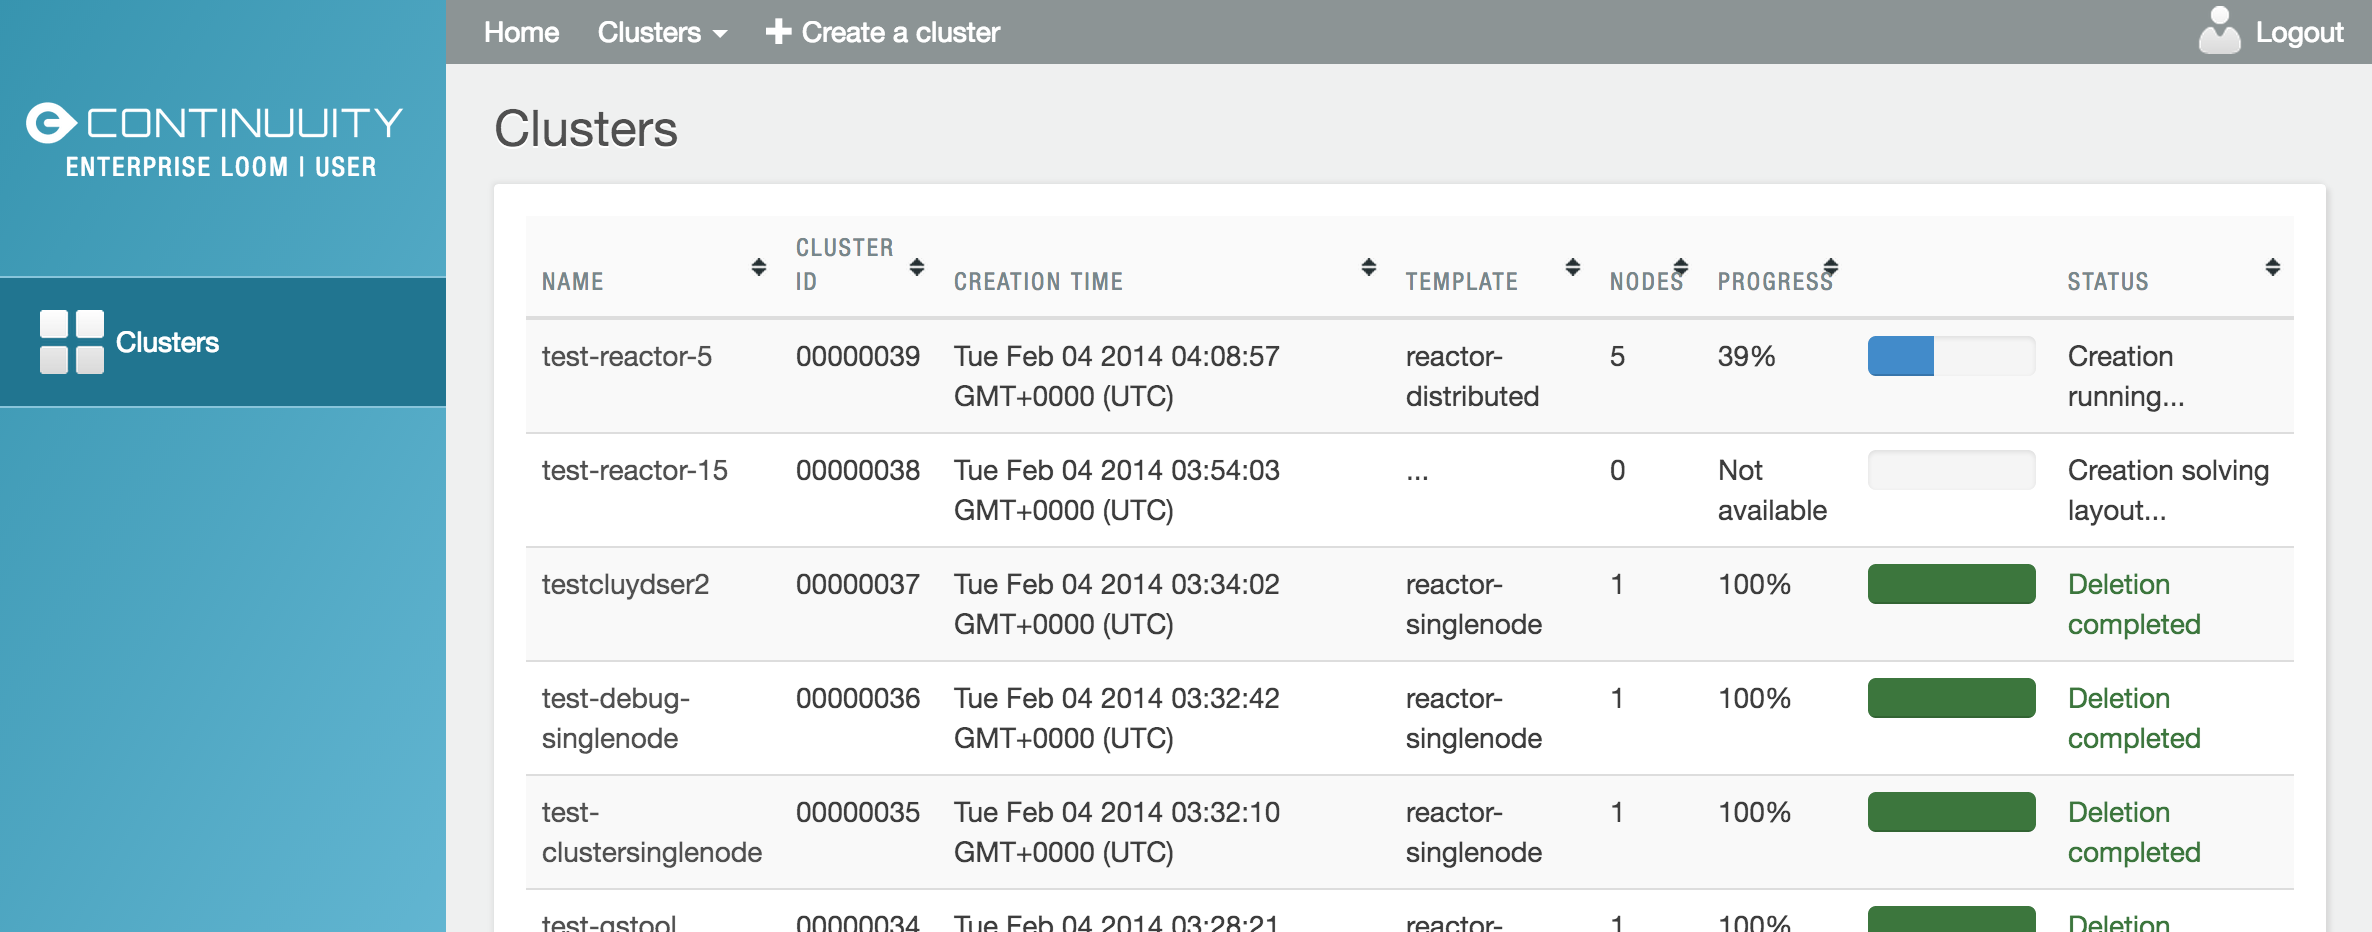 Home Clusters Create a cluster Logout
CONTINUUITY
ENTERPRISE LOOM | USER
Clusters
Clusters
NAME CLUSTER ID CREATION TIME TEMPLATE NODES PROGRESS STATUS
test-reactor-5 00000039 Tue Feb 04 2014 04:08:57 reactor- 5 39% Creation
GMT+0000 (UTC) distributed running...
test-reactor-15 00000038 Tue Feb 04 2014 03:54:03 ... 0 Not Creation solving
GMT+0000 (UTC) available layout...
testcluydser2 00000037 Tue Feb 04 2014 03:34:02 reactor- 1 100% Deletion
GMT+0000 (UTC) singlenode completed
test-debug- 00000036 Tue Feb 04 2014 03:32:42 reactor- 1 100% Deletion
singlenode GMT+0000 (UTC) singlenode completed
test- 00000035 Tue Feb 04 2014 03:32:10 reactor- 1 100% Deletion
clustersinglenode GMT+0000 (UTC) singlenode completed
test-qstool 00000034 Tue Feb 04 2014 03:28:21 reactor- 1 100% Deletion